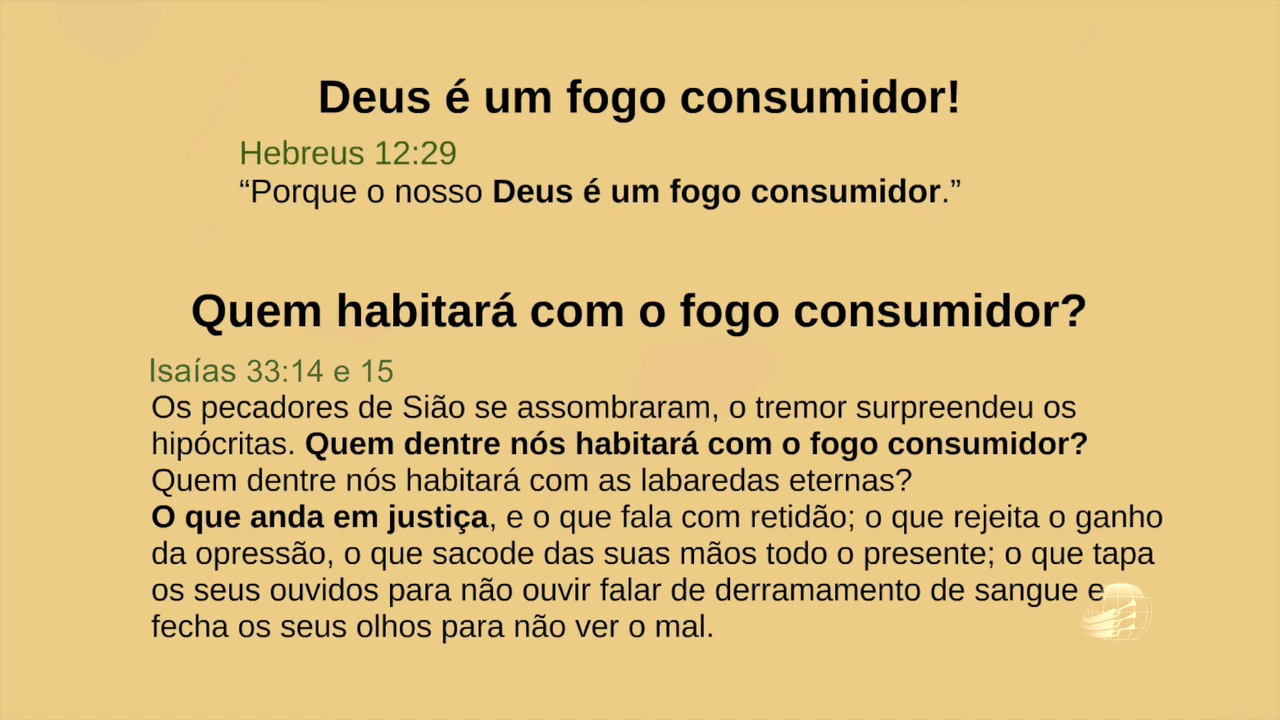 Deus é um fogo consumidor!
Hebreus 12:29
“Porque o nosso Deus é um fogo consumidor.”
Quem habitará com o fogo consumidor?
Isaías 33:14 e 15
Os pecadores de Sião se assombraram, o tremor surpreendeu os
hipócritas. Quem dentre nós habitará com o fogo consumidor?
Quem dentre nós habitará com as labaredas eternas?
O que anda em justiça, e o que fala com retidão; o que rejeita o ganho
da opressão, o que sacode das suas mãos todo o presente; o que tapa
os seus ouvidos para não ouvir falar de derramamento de sangue e
fecha os seus olhos para não ver o mal.